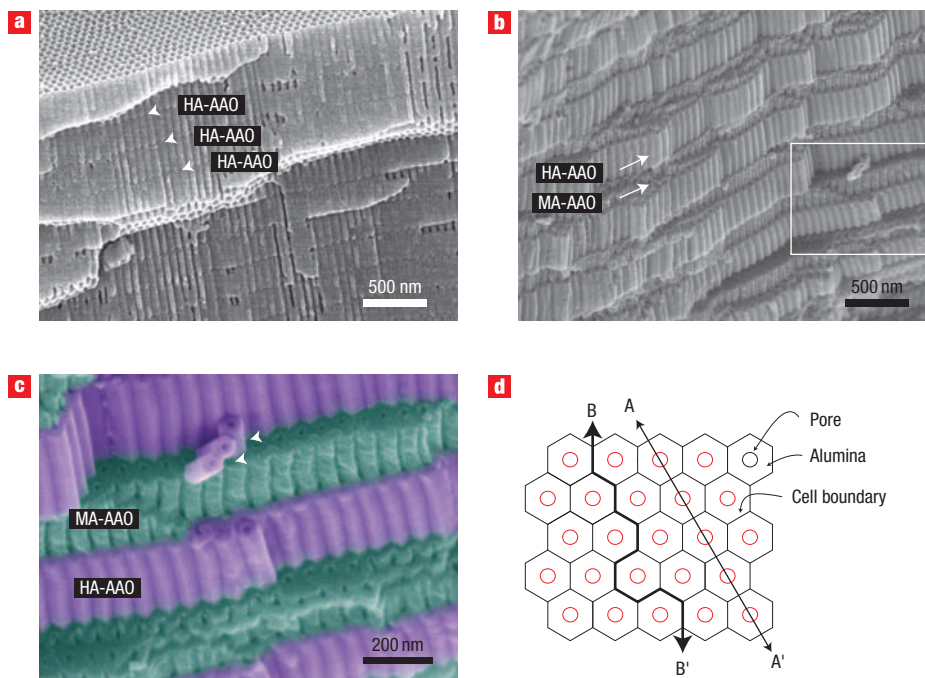 a
HA-AAO
HA-AAO
HA-AAO
500 nm
b
HA-AAO
MA-AAO
500 nm
c
MA-AAO
HA-AAO
200 nm
d
B
A
Pore
Alumina
Cell boundary
B'
A'